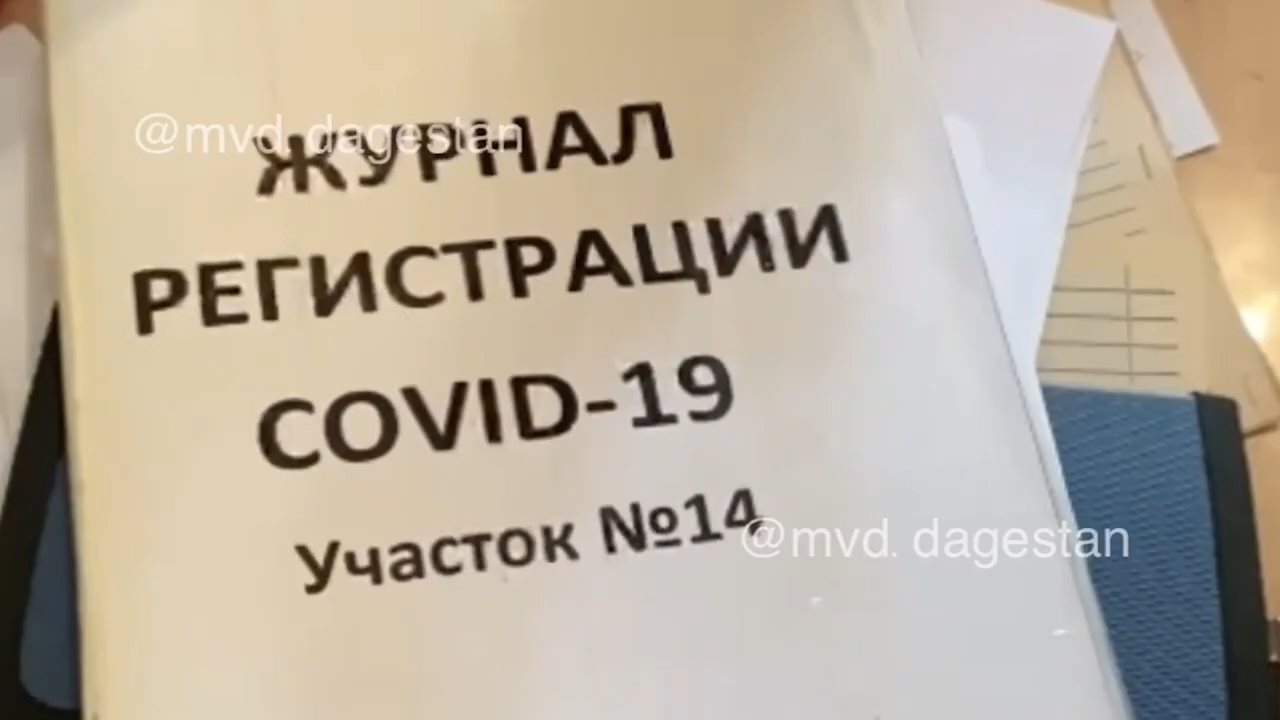 @mvd. dagestan
ЖУРНАЛ
РЕГИСТРАЦИИ
COVID-19
Участок №14
@mvd. dagestan